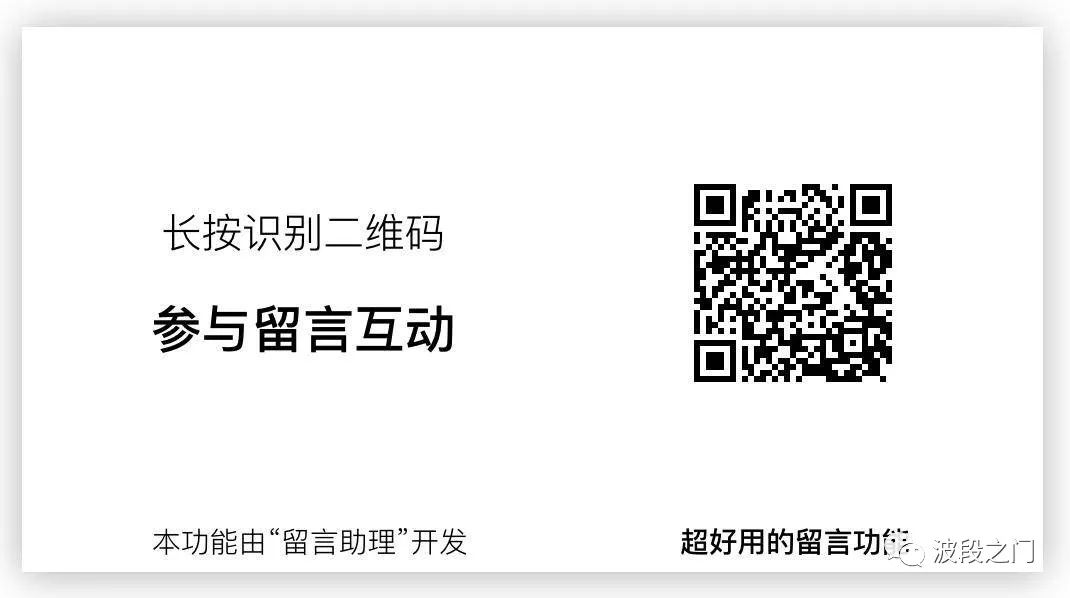 长按识别二维码
参与留言互动
本功能由“留言助理”开发
超好用的留言功能
波段之门